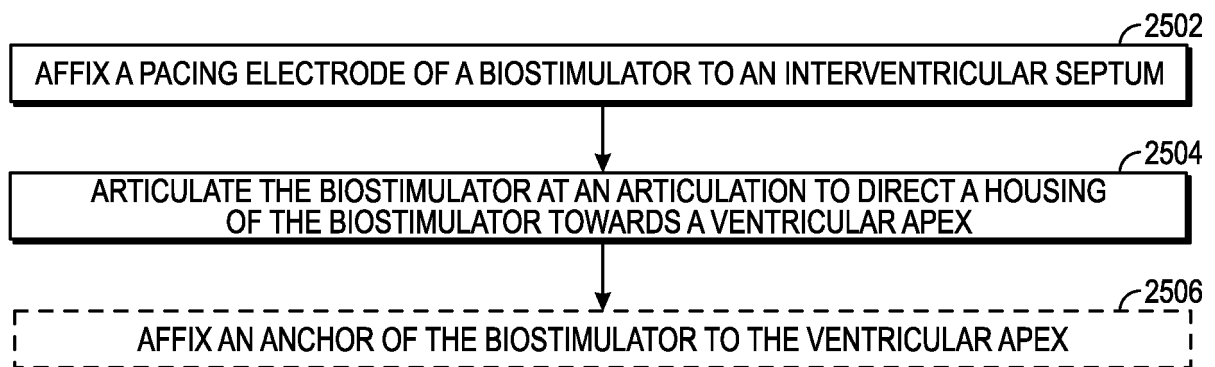 2502
AFFIX A PACING ELECTRODE OF A BIOSTIMULATOR TO AN INTERVENTRICULAR SEPTUM
2504
ARTICULATE THE BIOSTIMULATOR AT AN ARTICULATION TO DIRECT A HOUSING
OF THE BIOSTIMULATOR TOWARDS A VENTRICULAR APEX
2506
AFFIX AN ANCHOR OF THE BIOSTIMULATOR TO THE VENTRICULAR APEX